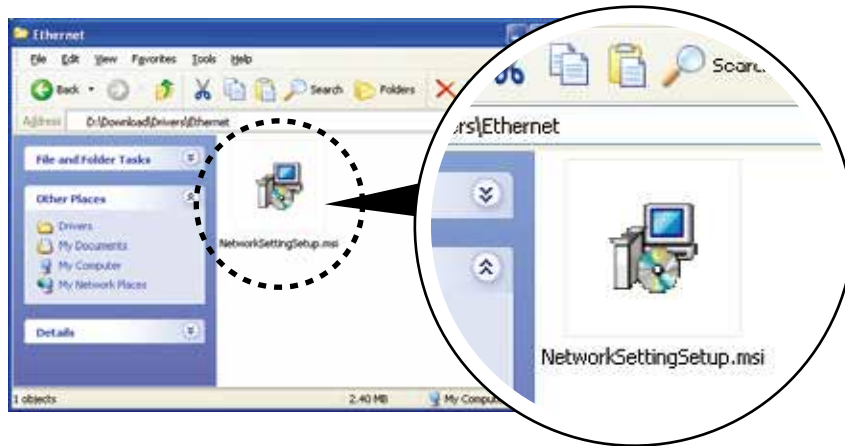 Ethernet
File Edit View Favorites Tools Help
Back Search Folders
Address D:\Download\Drivers\Ethernet
File and Folder Tasks
Other Places
Drivers
My Documents
My Computer
My Network Places
Details
NetworkSettingSetup.msi
1 objects 2.40 MB My Comput
Searc
rs\Ethernet
NetworkSettingSetup.msi